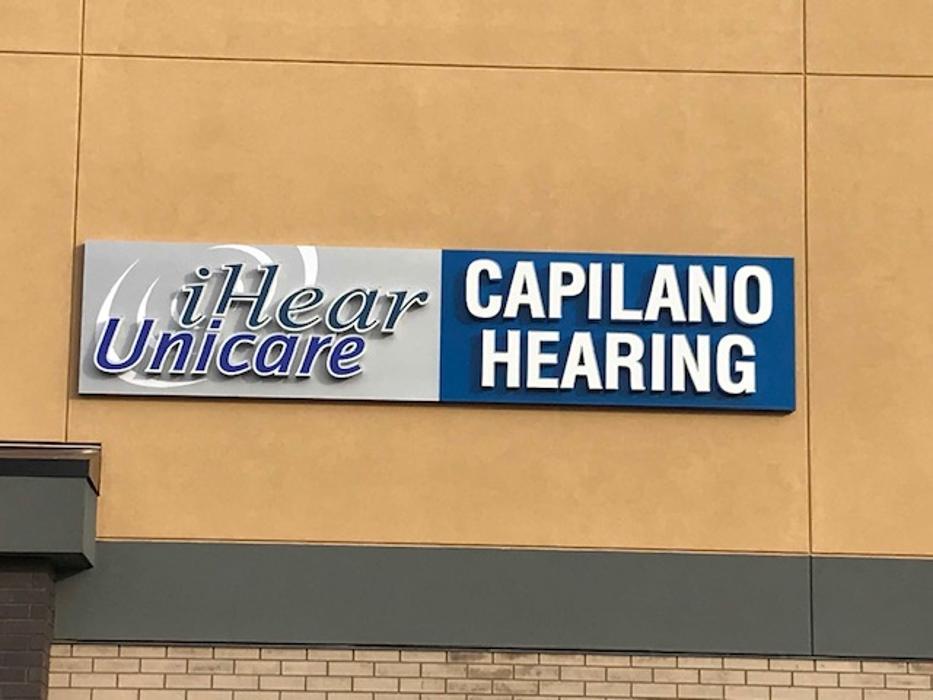 iHear
Unicare
CAPILANO
HEARING